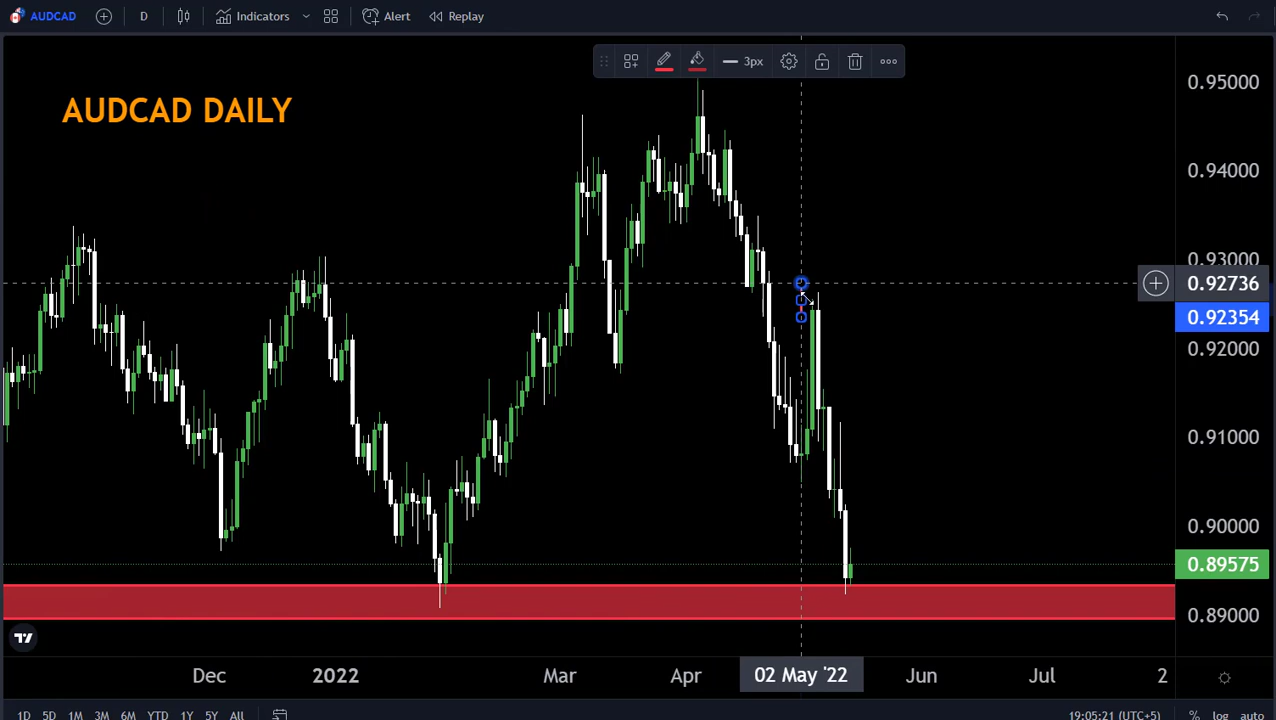 AUDCAD D Indicators Alert Replay
3px
AUDCAD DAILY
0.95000
0.94000
0.93000
0.92736
0.92354
0.92000
0.91000
0.90000
0.89575
0.89000
Dec 2022 Mar Apr 02 May '22 Jun Jul 2
1D 5D 1M 3M 6M YTD 1Y 5Y All 19:05:21 (UTC+5) % log auto